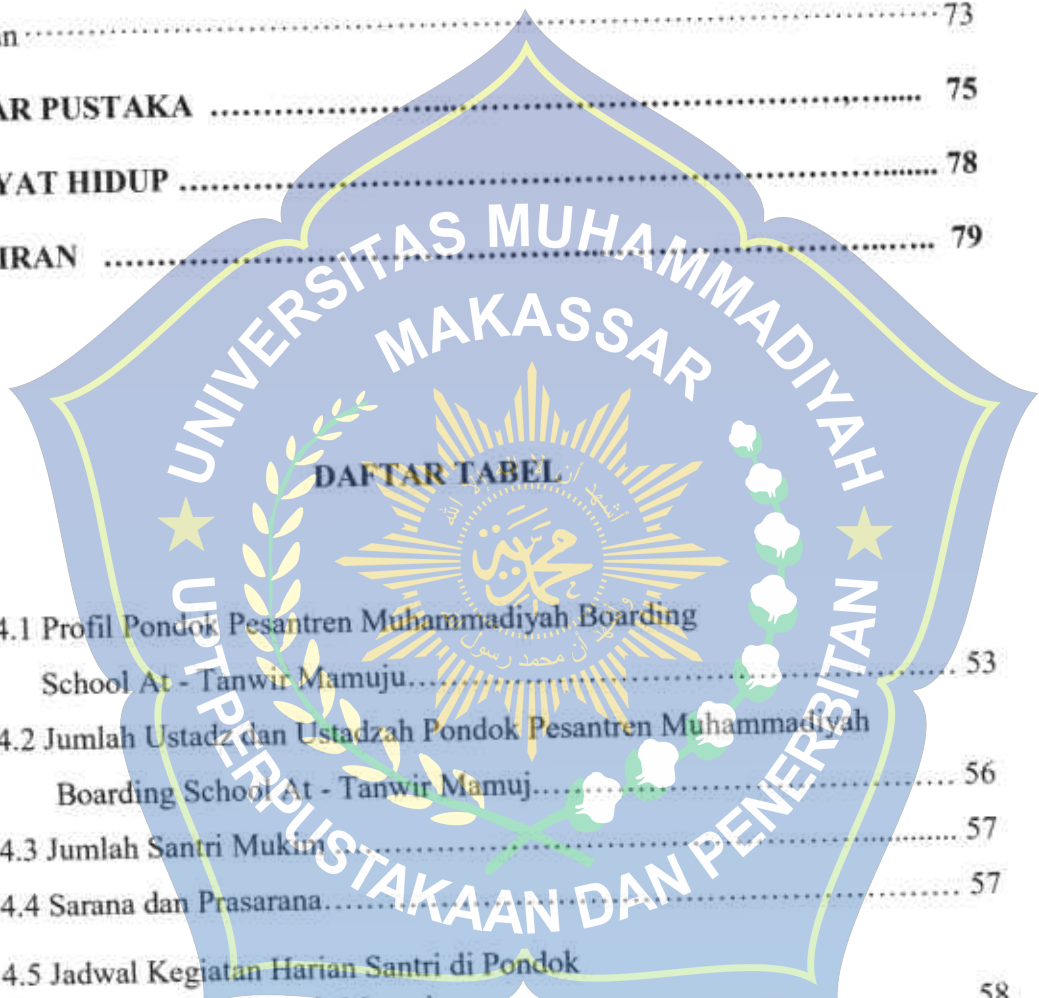 an ........ 73
AR PUSTAKA ........ 75
YAT HIDUP ........ 78
IRAN ........ 79
UNIVERSITAS MUHAMMADIYAH
MAKASSAR
DAFTAR TABEL
محمد
4.1 Profil Pondok Pesantren Muhammadiyah Boarding
School At - Tanwir Mamuju ........ 53
4.2 Jumlah Ustadz dan Ustadzah Pondok Pesantren Muhammadiyah
Boarding School At - Tanwir Mamuj ........ 56
4.3 Jumlah Santri Mukim ........ 57
4.4 Sarana dan Prasarana ........ 57
4.5 Jadwal Kegiatan Harian Santri di Pondok
58
UPT PERPUSTAKAAN DAN PENERBITAN